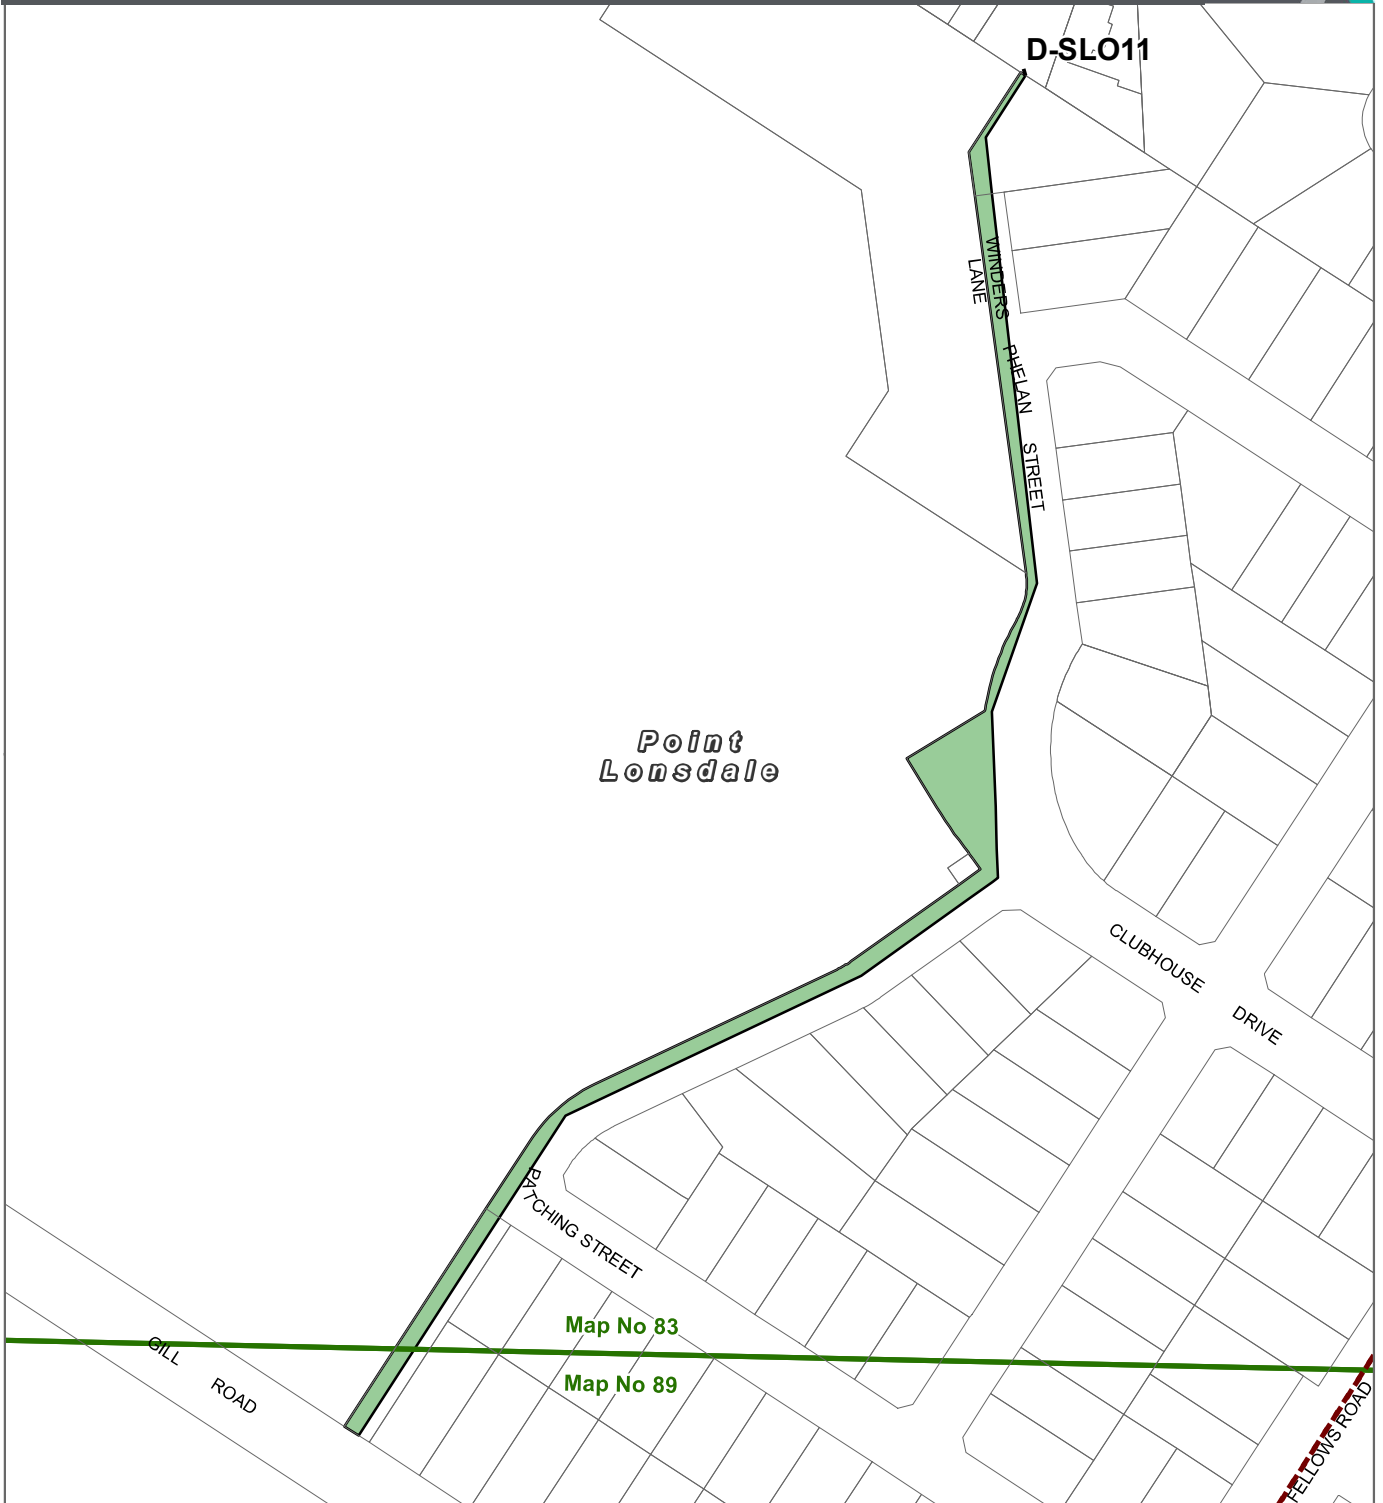 D-SLO11
WINDERS
LANE
PHELAN
STREET
Point
Lonsdale
CLUBHOUSE
DRIVE
PATCHING STREET
Map No 83
GILL
ROAD
Map No 89
FELLOWS ROAD